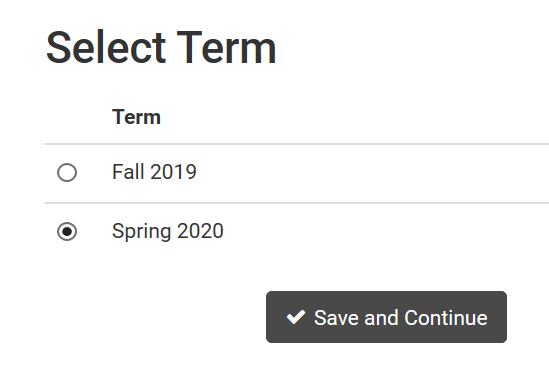 Select Term
Term
Fall 2019
Spring 2020
Save and Continue